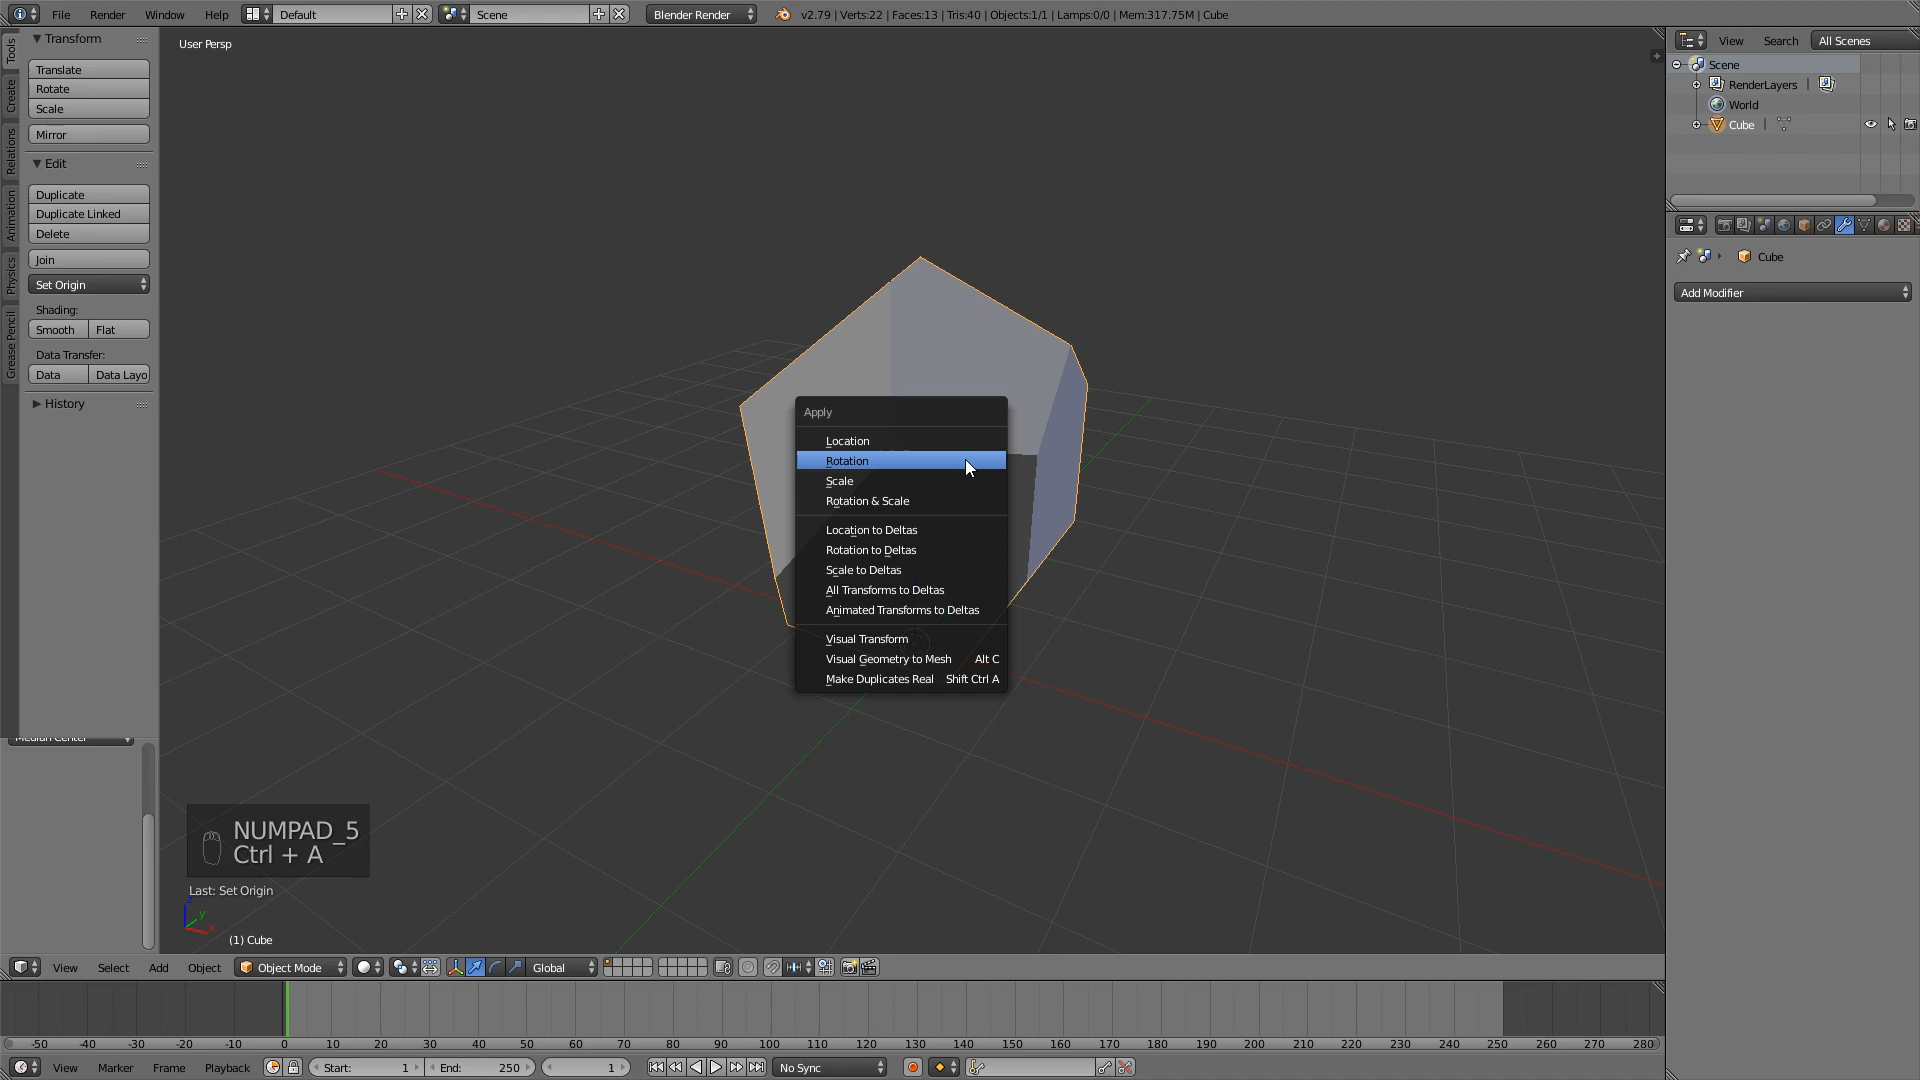 File Render Window Help Default Scene Blender Render v2.79 | Verts:22 | Faces:13 | Tris:40 | Objects:1/1 | Lamps:0/0 | Mem:317.75M | Cube
Tools
Create
Relations
Animation
Physics
Grease Pencil
Transform
Translate
Rotate
Scale
Mirror
Edit
Duplicate
Duplicate Linked
Delete
Join
Set Origin
Shading:
Smooth Flat
Data Transfer:
Data Data Layo
History
Median Center
User Persp
Apply
Location
Rotation
Scale
Rotation & Scale
Location to Deltas
Rotation to Deltas
Scale to Deltas
All Transforms to Deltas
Animated Transforms to Deltas
Visual Transform
Visual Geometry to Mesh Alt C
Make Duplicates Real Shift Ctrl A
NUMPAD_5
Ctrl + A
Last: Set Origin
z
y
x
(1) Cube
View Search All Scenes
Scene
RenderLayers |
World
Cube |
Cube
Add Modifier
View Select Add Object Object Mode Global
-50 -40 -30 -20 -10 0 10 20 30 40 50 60 70 80 90 100 110 120 130 140 150 160 170 180 190 200 210 220 230 240 250 260 270 280
View Marker Frame Playback Start: 1 End: 250 1 No Sync